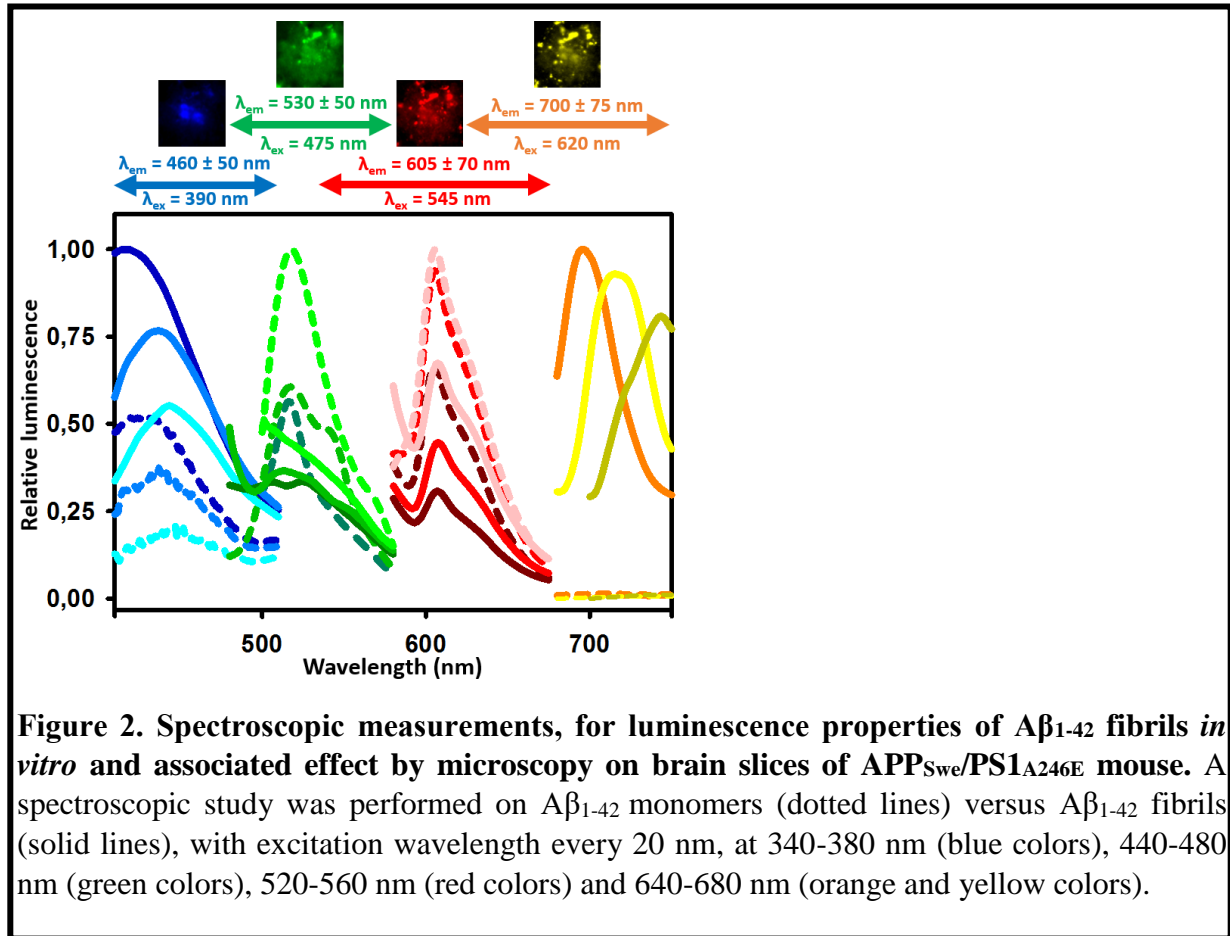 λem = 530 ± 50 nm
λex = 475 nm
λem = 700 ± 75 nm
λex = 620 nm
λem = 460 ± 50 nm
λex = 390 nm
λem = 605 ± 70 nm
λex = 545 nm
1,00
0,75
0,50
0,25
0,00
Relative luminescence
500
600
700
Wavelength (nm)
Figure 2. Spectroscopic measurements, for luminescence properties of Aβ1-42 fibrils in
vitro and associated effect by microscopy on brain slices of APPSwe/PS1A246E mouse. A
spectroscopic study was performed on Aβ1-42 monomers (dotted lines) versus Aβ1-42 fibrils
(solid lines), with excitation wavelength every 20 nm, at 340-380 nm (blue colors), 440-480
nm (green colors), 520-560 nm (red colors) and 640-680 nm (orange and yellow colors).